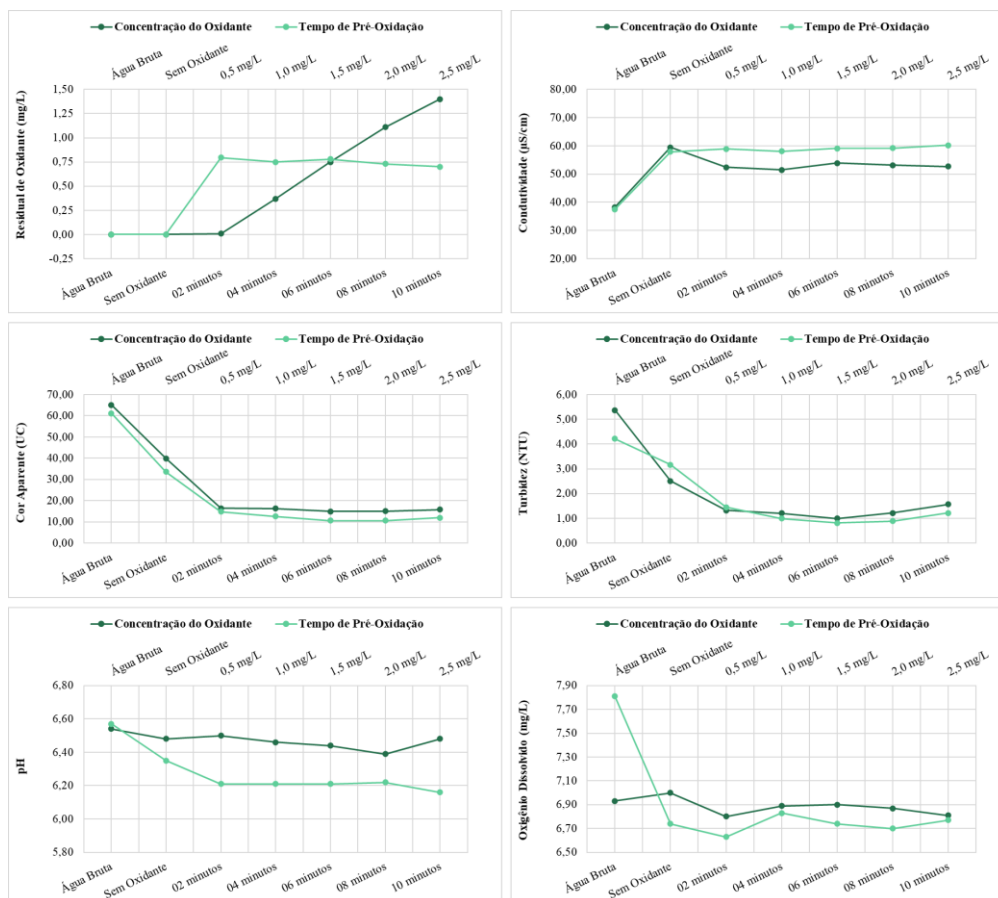 Concentração do Oxidante Tempo de Pré-Oxidação
Água Bruta Sem Oxidante 0,5 mg/L 1,0 mg/L 1,5 mg/L 2,0 mg/L 2,5 mg/L
Residual de Oxidante (mg/L)
1,50
1,25
1,00
0,75
0,50
0,25
0,00
-0,25
Água Bruta Sem Oxidante 02 minutos 04 minutos 06 minutos 08 minutos 10 minutos
Concentração do Oxidante Tempo de Pré-Oxidação
Água Bruta Sem Oxidante 0,5 mg/L 1,0 mg/L 1,5 mg/L 2,0 mg/L 2,5 mg/L
Condutividade (µS/cm)
80,00
70,00
60,00
50,00
40,00
30,00
20,00
Água Bruta Sem Oxidante 02 minutos 04 minutos 06 minutos 08 minutos 10 minutos
Concentração do Oxidante Tempo de Pré-Oxidação
Água Bruta Sem Oxidante 0,5 mg/L 1,0 mg/L 1,5 mg/L 2,0 mg/L 2,5 mg/L
Cor Aparente (UC)
70,00
60,00
50,00
40,00
30,00
20,00
10,00
0,00
Água Bruta Sem Oxidante 02 minutos 04 minutos 06 minutos 08 minutos 10 minutos
Concentração do Oxidante Tempo de Pré-Oxidação
Água Bruta Sem Oxidante 0,5 mg/L 1,0 mg/L 1,5 mg/L 2,0 mg/L 2,5 mg/L
Turbidez (NTU)
6,00
5,00
4,00
3,00
2,00
1,00
0,00
Água Bruta Sem Oxidante 02 minutos 04 minutos 06 minutos 08 minutos 10 minutos
Concentração do Oxidante Tempo de Pré-Oxidação
Água Bruta Sem Oxidante 0,5 mg/L 1,0 mg/L 1,5 mg/L 2,0 mg/L 2,5 mg/L
pH
6,80
6,60
6,40
6,20
6,00
5,80
Água Bruta Sem Oxidante 02 minutos 04 minutos 06 minutos 08 minutos 10 minutos
Concentração do Oxidante Tempo de Pré-Oxidação
Água Bruta Sem Oxidante 0,5 mg/L 1,0 mg/L 1,5 mg/L 2,0 mg/L 2,5 mg/L
Oxigênio Dissolvido (mg/L)
7,90
7,70
7,50
7,30
7,10
6,90
6,70
6,50
Água Bruta Sem Oxidante 02 minutos 04 minutos 06 minutos 08 minutos 10 minutos